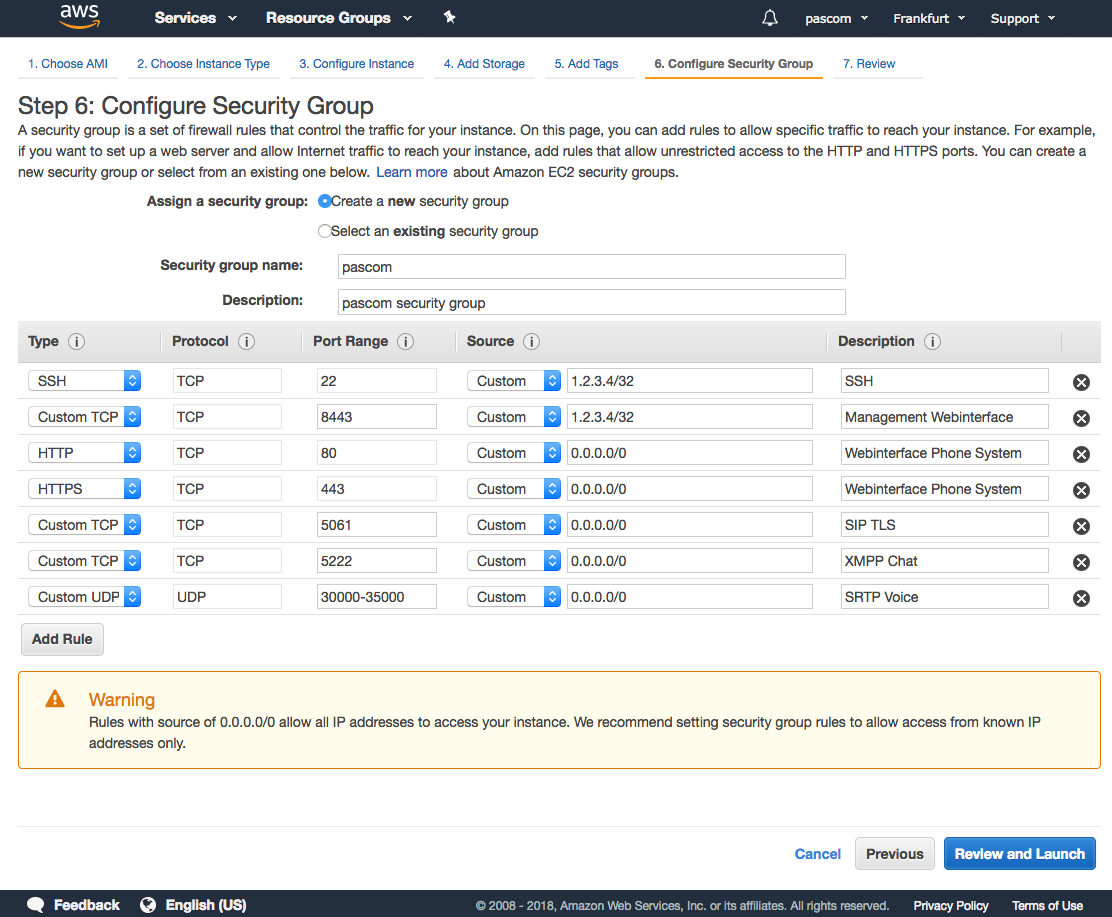 aws Services Resource Groups pascom Frankfurt Support
1. Choose AMI 2. Choose Instance Type 3. Configure Instance 4. Add Storage 5. Add Tags 6. Configure Security Group 7. Review
Step 6: Configure Security Group
A security group is a set of firewall rules that control the traffic for your instance. On this page, you can add rules to allow specific traffic to reach your instance. For example,
if you want to set up a web server and allow Internet traffic to reach your instance, add rules that allow unrestricted access to the HTTP and HTTPS ports. You can create a
new security group or select from an existing one below. Learn more about Amazon EC2 security groups.
Assign a security group: Create a new security group
Select an existing security group
Security group name: pascom
Description: pascom security group
Type i Protocol i Port Range i Source i Description i
SSH TCP 22 Custom 1.2.3.4/32 SSH
Custom TCP TCP 8443 Custom 1.2.3.4/32 Management Webinterface
HTTP TCP 80 Custom 0.0.0.0/0 Webinterface Phone System
HTTPS TCP 443 Custom 0.0.0.0/0 Webinterface Phone System
Custom TCP TCP 5061 Custom 0.0.0.0/0 SIP TLS
Custom TCP TCP 5222 Custom 0.0.0.0/0 XMPP Chat
Custom UDP UDP 30000-35000 Custom 0.0.0.0/0 SRTP Voice
Add Rule
Warning
Rules with source of 0.0.0.0/0 allow all IP addresses to access your instance. We recommend setting security group rules to allow access from known IP
addresses only.
Cancel Previous Review and Launch
Feedback English (US) © 2008 - 2018, Amazon Web Services, Inc. or its affiliates. All rights reserved. Privacy Policy Terms of Use